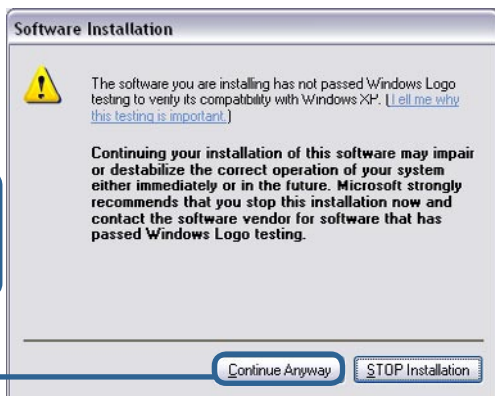 Software Installation
The software you are installing has not passed Windows Logo
testing to verify its compatibility with Windows XP. (Tell me why
this testing is important.)
Continuing your installation of this software may impair
or destabilize the correct operation of your system
either immediately or in the future. Microsoft strongly
recommends that you stop this installation now and
contact the software vendor for software that has
passed Windows Logo testing.
Continue Anyway
STOP Installation